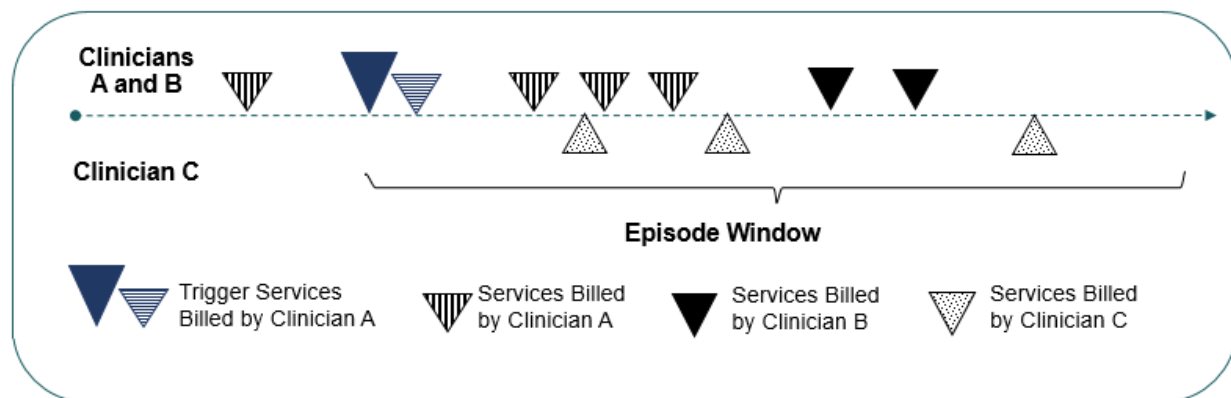 Clinicians
A and B
Clinician C
Episode Window
Trigger Services
Billed by Clinician A
Services Billed
by Clinician A
Services Billed
by Clinician B
Services Billed
by Clinician C